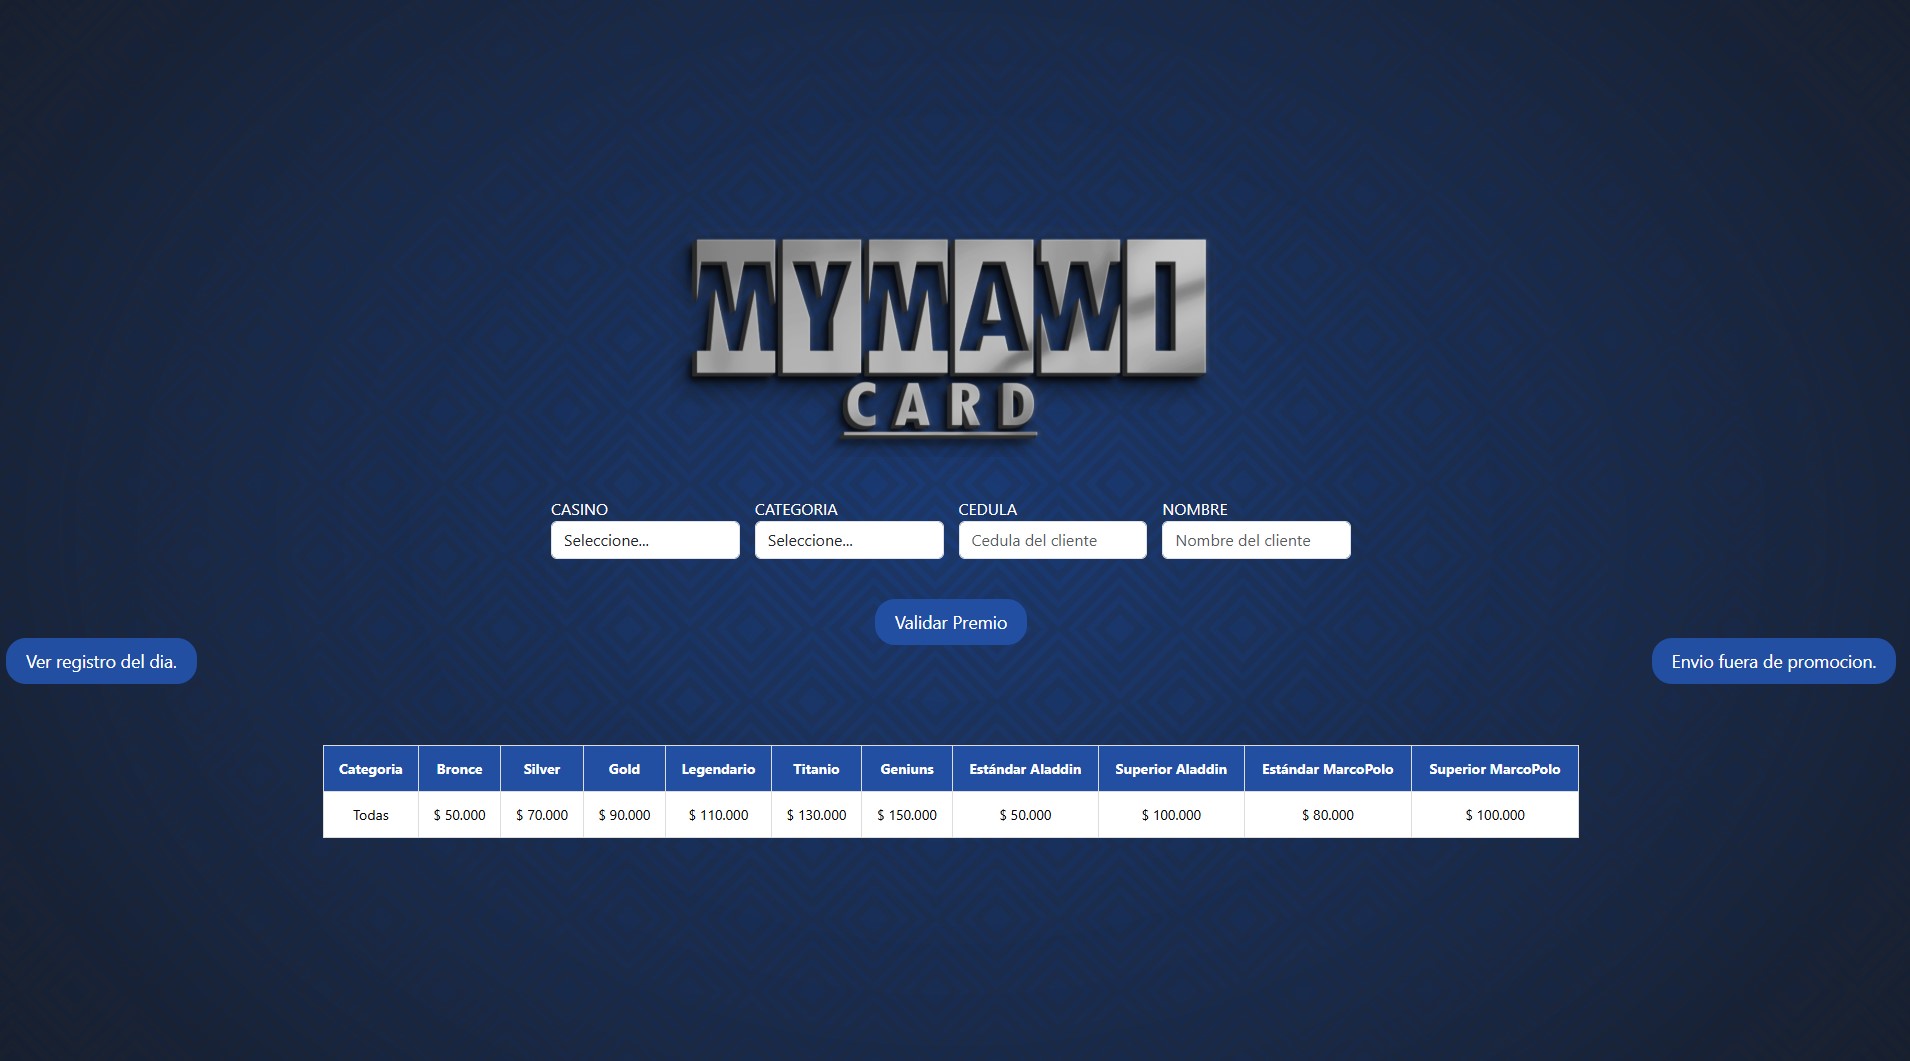 MYMAWI
CARD
CASINO CATEGORIA CEDULA NOMBRE
Seleccione... Seleccione... Cedula del cliente Nombre del cliente
Validar Premio
Ver registro del dia. Envio fuera de promocion.
Categoria Bronce Silver Gold Legendario Titanio Geniuns Estándar Aladdin Superior Aladdin Estándar MarcoPolo Superior MarcoPolo
Todas $ 50.000 $ 70.000 $ 90.000 $ 110.000 $ 130.000 $ 150.000 $ 50.000 $ 100.000 $ 80.000 $ 100.000